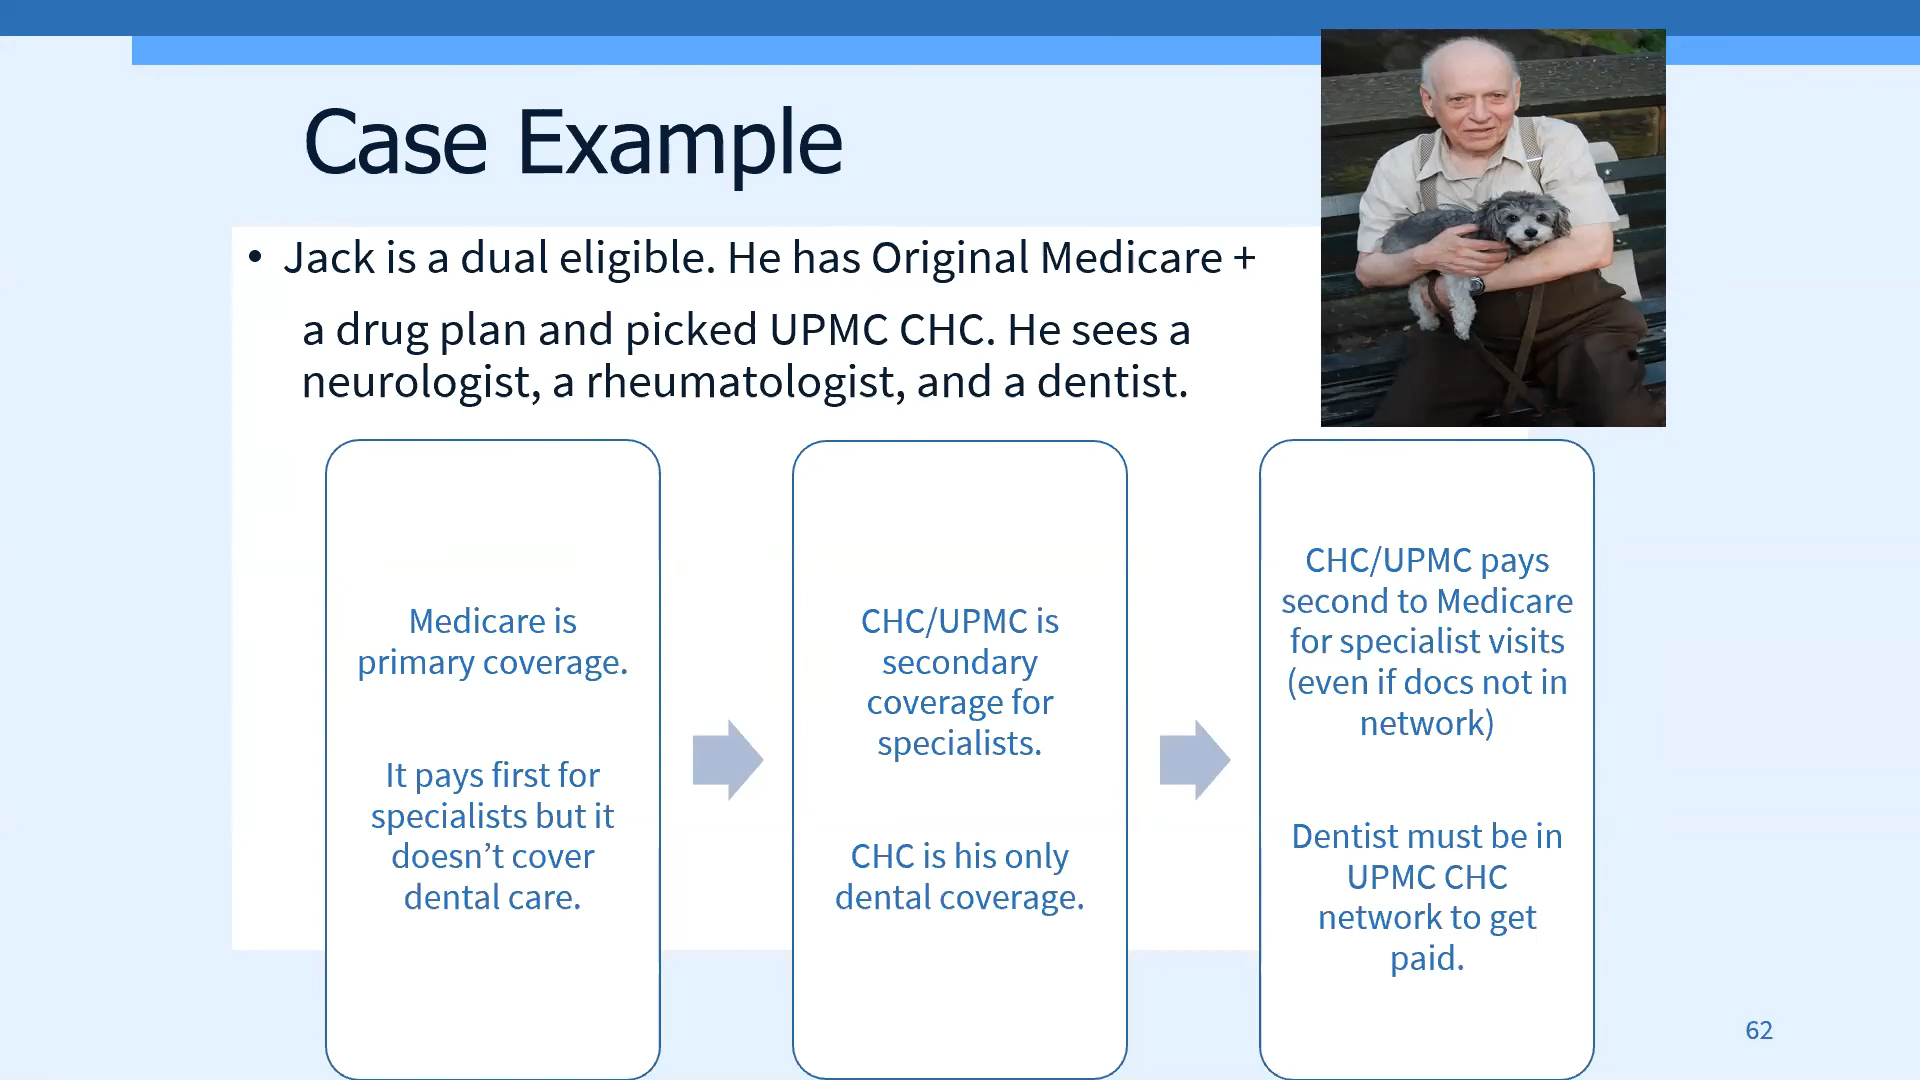 Case Example
• Jack is a dual eligible. He has Original Medicare +
a drug plan and picked UPMC CHC. He sees a
neurologist, a rheumatologist, and a dentist.
Medicare is
primary coverage.
It pays first for
specialists but it
doesn’t cover
dental care.
CHC/UPMC is
secondary
coverage for
specialists.
CHC is his only
dental coverage.
CHC/UPMC pays
second to Medicare
for specialist visits
(even if docs not in
network)
Dentist must be in
UPMC CHC
network to get
paid.
62